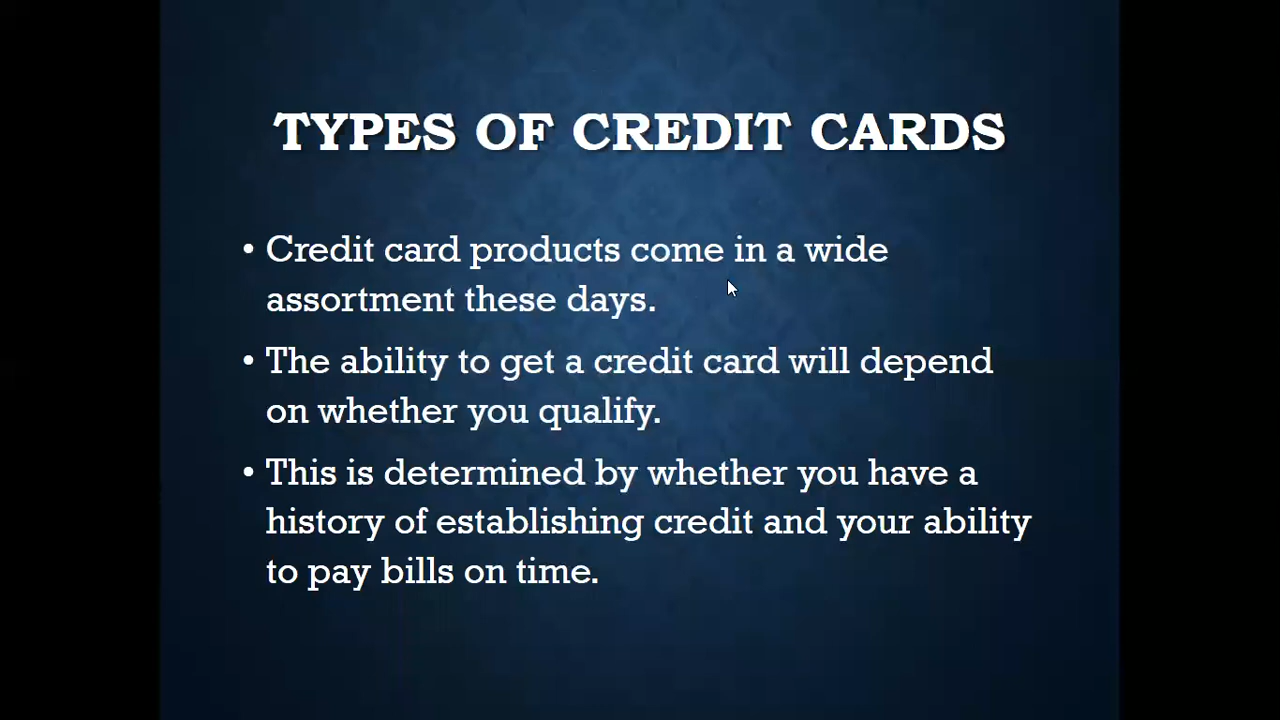 TYPES OF CREDIT CARDS
• Credit card products come in a wide
assortment these days.
• The ability to get a credit card will depend
on whether you qualify.
• This is determined by whether you have a
history of establishing credit and your ability
to pay bills on time.